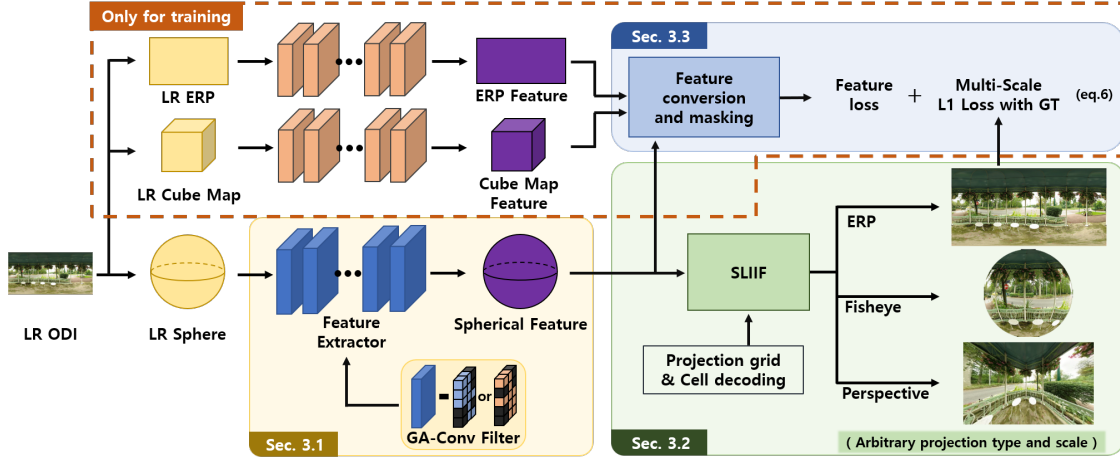 Only for training
LR ERP
ERP Feature
LR Cube Map
Cube Map
Feature
Sec. 3.3
Feature
conversion
and masking
Feature
loss
+
Multi-Scale
L1 Loss with GT
(eq.6)
LR ODI
LR Sphere
Feature
Extractor
Spherical Feature
or
GA-Conv Filter
Sec. 3.1
SLIIF
Projection grid
& Cell decoding
ERP
Fisheye
Perspective
Sec. 3.2
( Arbitrary projection type and scale )